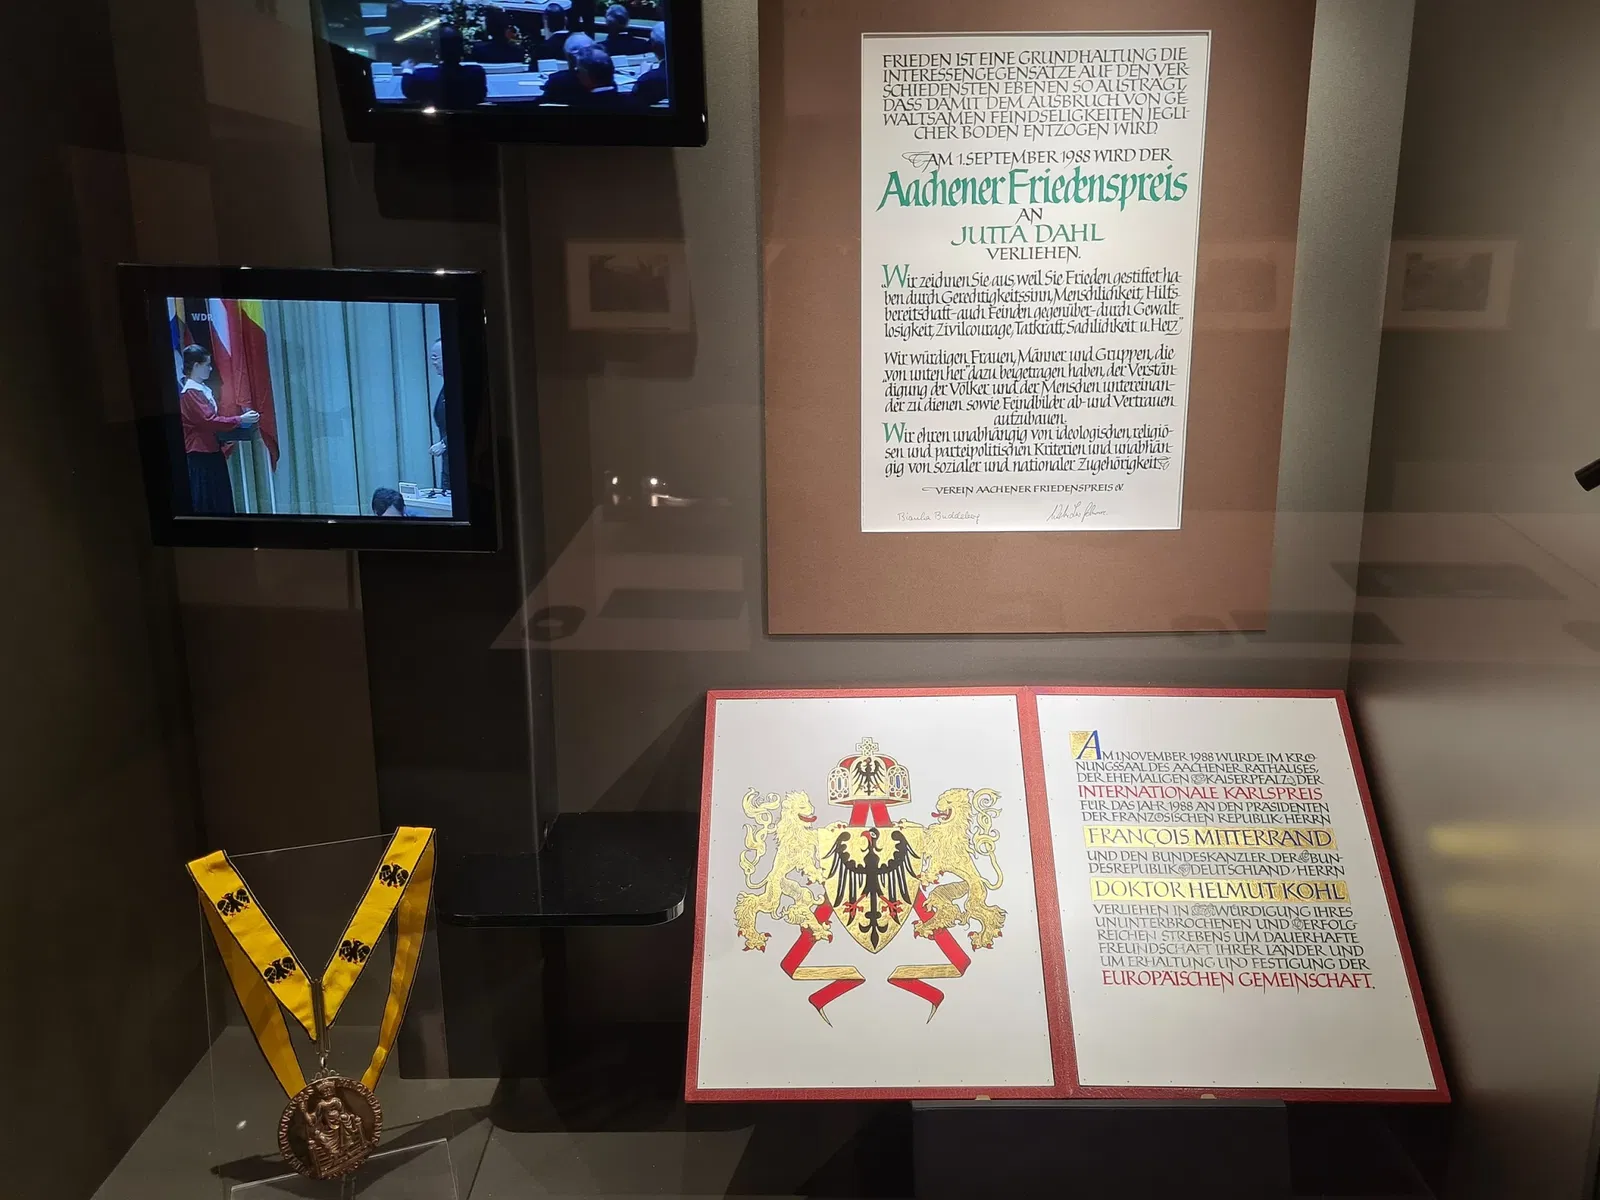 FRIEDEN IST EINE GRUNDHALTUNG DIE
INTERESSENGEGENSÄTZE AUF DEN VER
SCHIEDENSTEN EBENEN SO AUSTRÄGT,
DASS DAMIT DEM AUSBRUCH VON GE
WALTSAMEN FEINDSELIGKEITEN JEGLI
CHER BODEN ENTZOGEN WIRD
AM 1. SEPTEMBER 1988 WIRD DER
Aachener Friedenspreis
AN
JUTTA DAHL
VERLIEHEN.
„Wir zeichnen Sie aus, weil Sie Frieden gestiftet ha-
ben durch Gerechtigkeitssinn, Menschlichkeit, Hilfs-
bereitschaft-auch Feinden gegenüber-durch Gewalt-
losigkeit, Zivilcourage, Tatkraft, Sachlichkeit u. Herz"
Wir würdigen Frauen, Männer und Gruppen, die
„von unten her" dazu beigetragen haben, der Verstän-
digung der Völker und der Menschen untereinan-
der zu dienen sowie Feindbilder ab- und Vertrauen
aufzubauen.
Wir ehren unabhängig von ideologischen, religiö-
sen und parteipolitischen Kriterien und unabhän-
gig von sozialer und nationaler Zugehörigkeit
VEREIN AACHENER FRIEDENSPREIS e.V.
WDR
AM 1. NOVEMBER 1988 WURDE IM KRÖ-
NUNGSSAAL DES AACHENER RATHAUSES,
DER EHEMALIGEN KAISERPFALZ, DER
INTERNATIONALE KARLSPREIS
FÜR DAS JAHR 1988 AN DEN PRÄSIDENTEN
DER FRANZÖSISCHEN REPUBLIK HERRN
FRANÇOIS MITTERRAND
UND DEN BUNDESKANZLER DER BUN-
DESREPUBLIK DEUTSCHLAND HERRN
DOKTOR HELMUT KOHL
VERLIEHEN IN WÜRDIGUNG IHRES
UNUNTERBROCHENEN UND ERFOLG-
REICHEN STREBENS UM DAUERHAFTE
FREUNDSCHAFT IHRER LÄNDER UND
UM ERHALTUNG UND FESTIGUNG DER
EUROPÄISCHEN GEMEINSCHAFT.